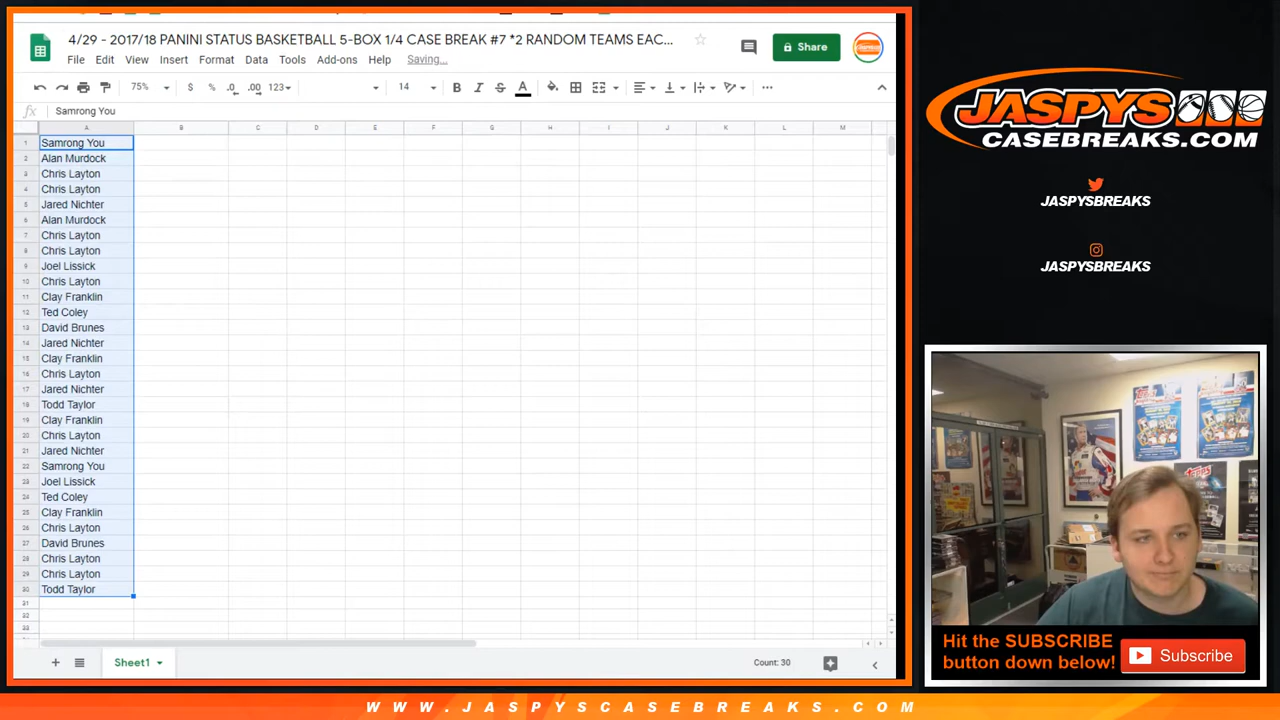 4/29 - 2017/18 PANINI STATUS BASKETBALL 5-BOX 1/4 CASE BREAK #7 *2 RANDOM TEAMS EAC...
Share
File Edit View Insert Format Data Tools Add-ons Help Saving...
75% $ % .0 .00 123 14 B I S A
fx Samrong You
A B C D E F G H I J K L M
1 Samrong You
2 Alan Murdock
3 Chris Layton
4 Chris Layton
5 Jared Nichter
6 Alan Murdock
7 Chris Layton
8 Chris Layton
9 Joel Lissick
10 Chris Layton
11 Clay Franklin
12 Ted Coley
13 David Brunes
14 Jared Nichter
15 Clay Franklin
16 Chris Layton
17 Jared Nichter
18 Todd Taylor
19 Clay Franklin
20 Chris Layton
21 Jared Nichter
22 Samrong You
23 Joel Lissick
24 Ted Coley
25 Clay Franklin
26 Chris Layton
27 David Brunes
28 Chris Layton
29 Chris Layton
30 Todd Taylor
31
32
33
Sheet1
Count: 30
JASPYS
CASEBREAKS.COM
JASPYSBREAKS
JASPYSBREAKS
Hit the SUBSCRIBE
button down below!
Subscribe
WWW.JASPYSCASEBREAKS.COM